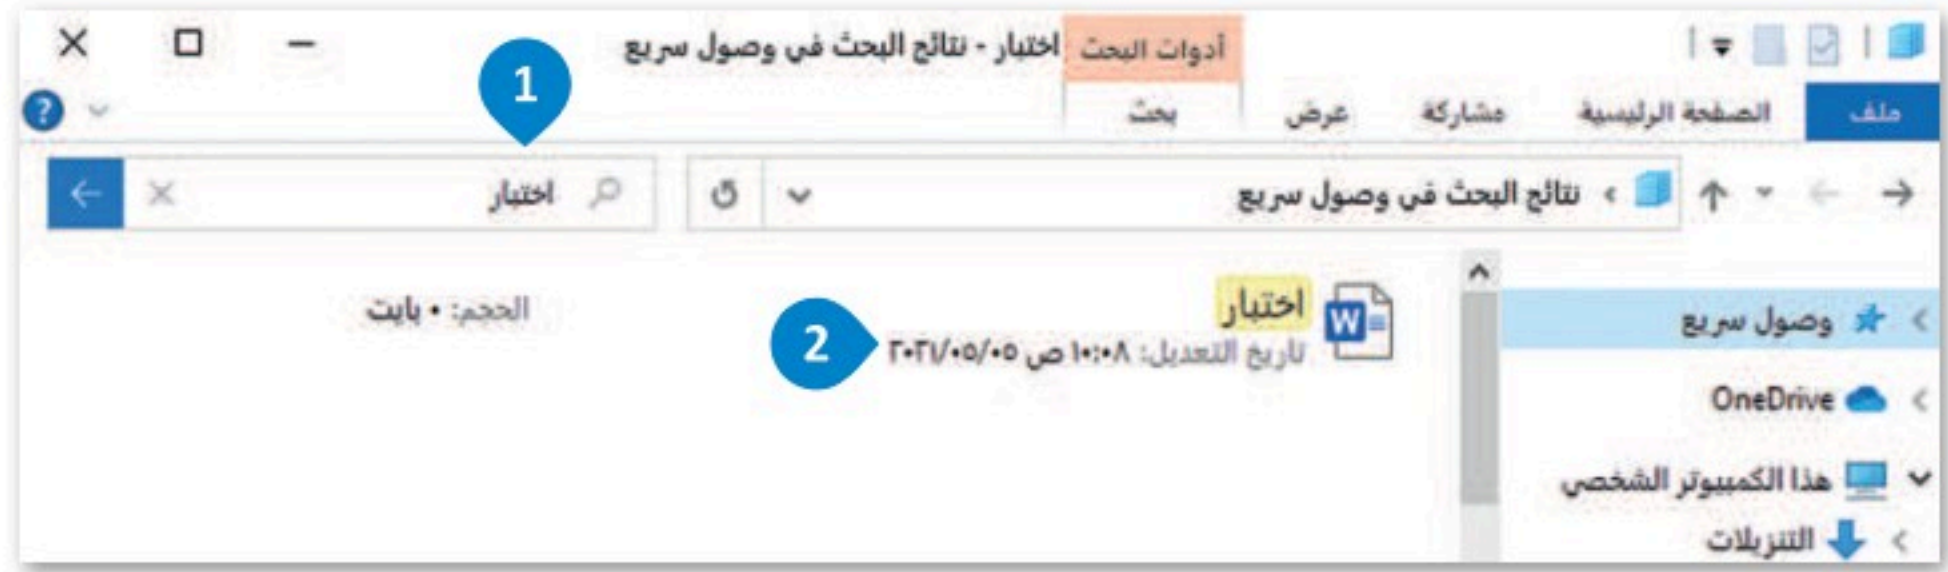 أدوات البحث
اختبار - نتائج البحث في وصول سريع
1
ملف
الصفحة الرئيسية
مشاركة
عرض
بحث
?
نتائج البحث في وصول سريع
اختبار
وصول سريع
OneDrive
هذا الكمبيوتر الشخصي
التنزيلات
W
اختبار
تاريخ التعديل: ١٠:٠٨ ص ٢٠٢١/٠٥/٠٥
2
الحجم: ٠ بايت